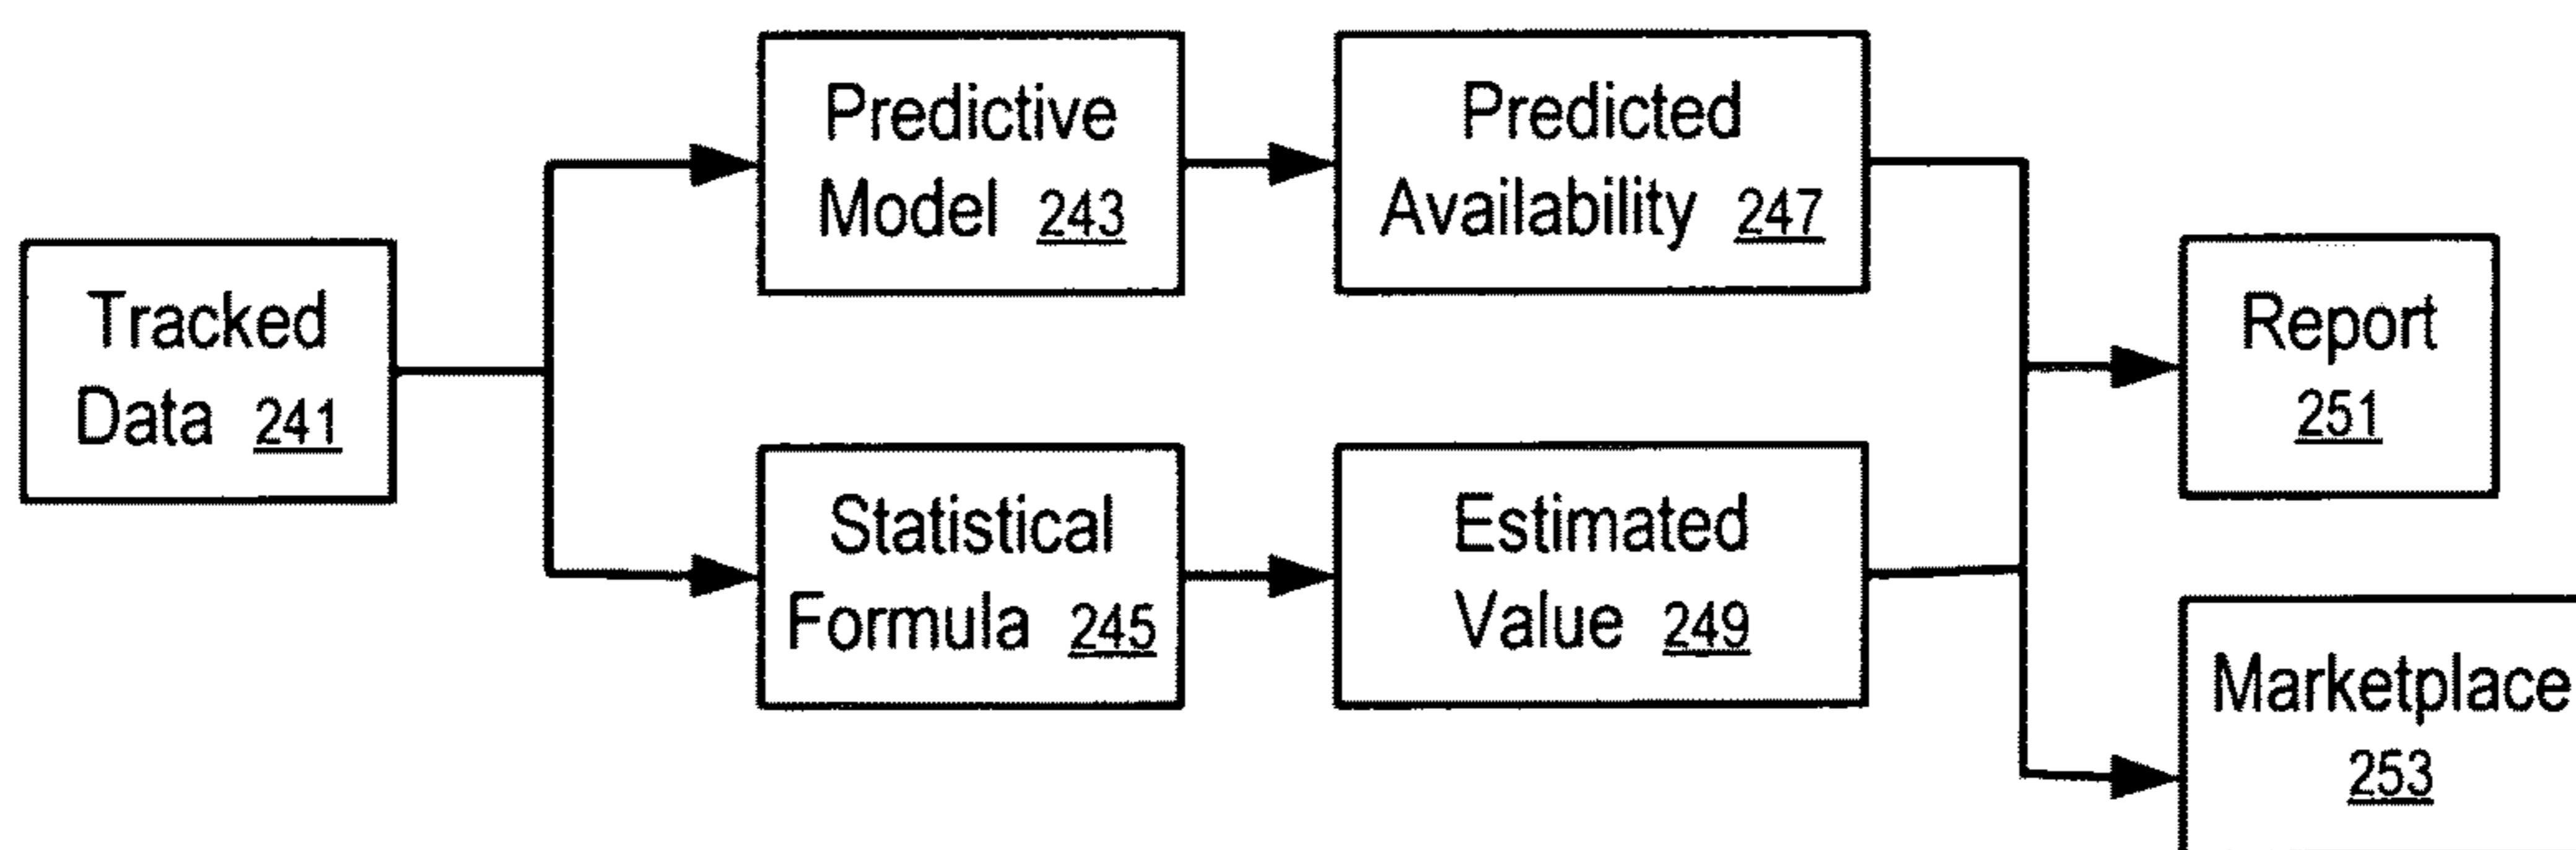 Tracked
Data 241
Predictive
Model 243
Statistical
Formula 245
Predicted
Availability 247
Estimated
Value 249
Report
251
Marketplace
253